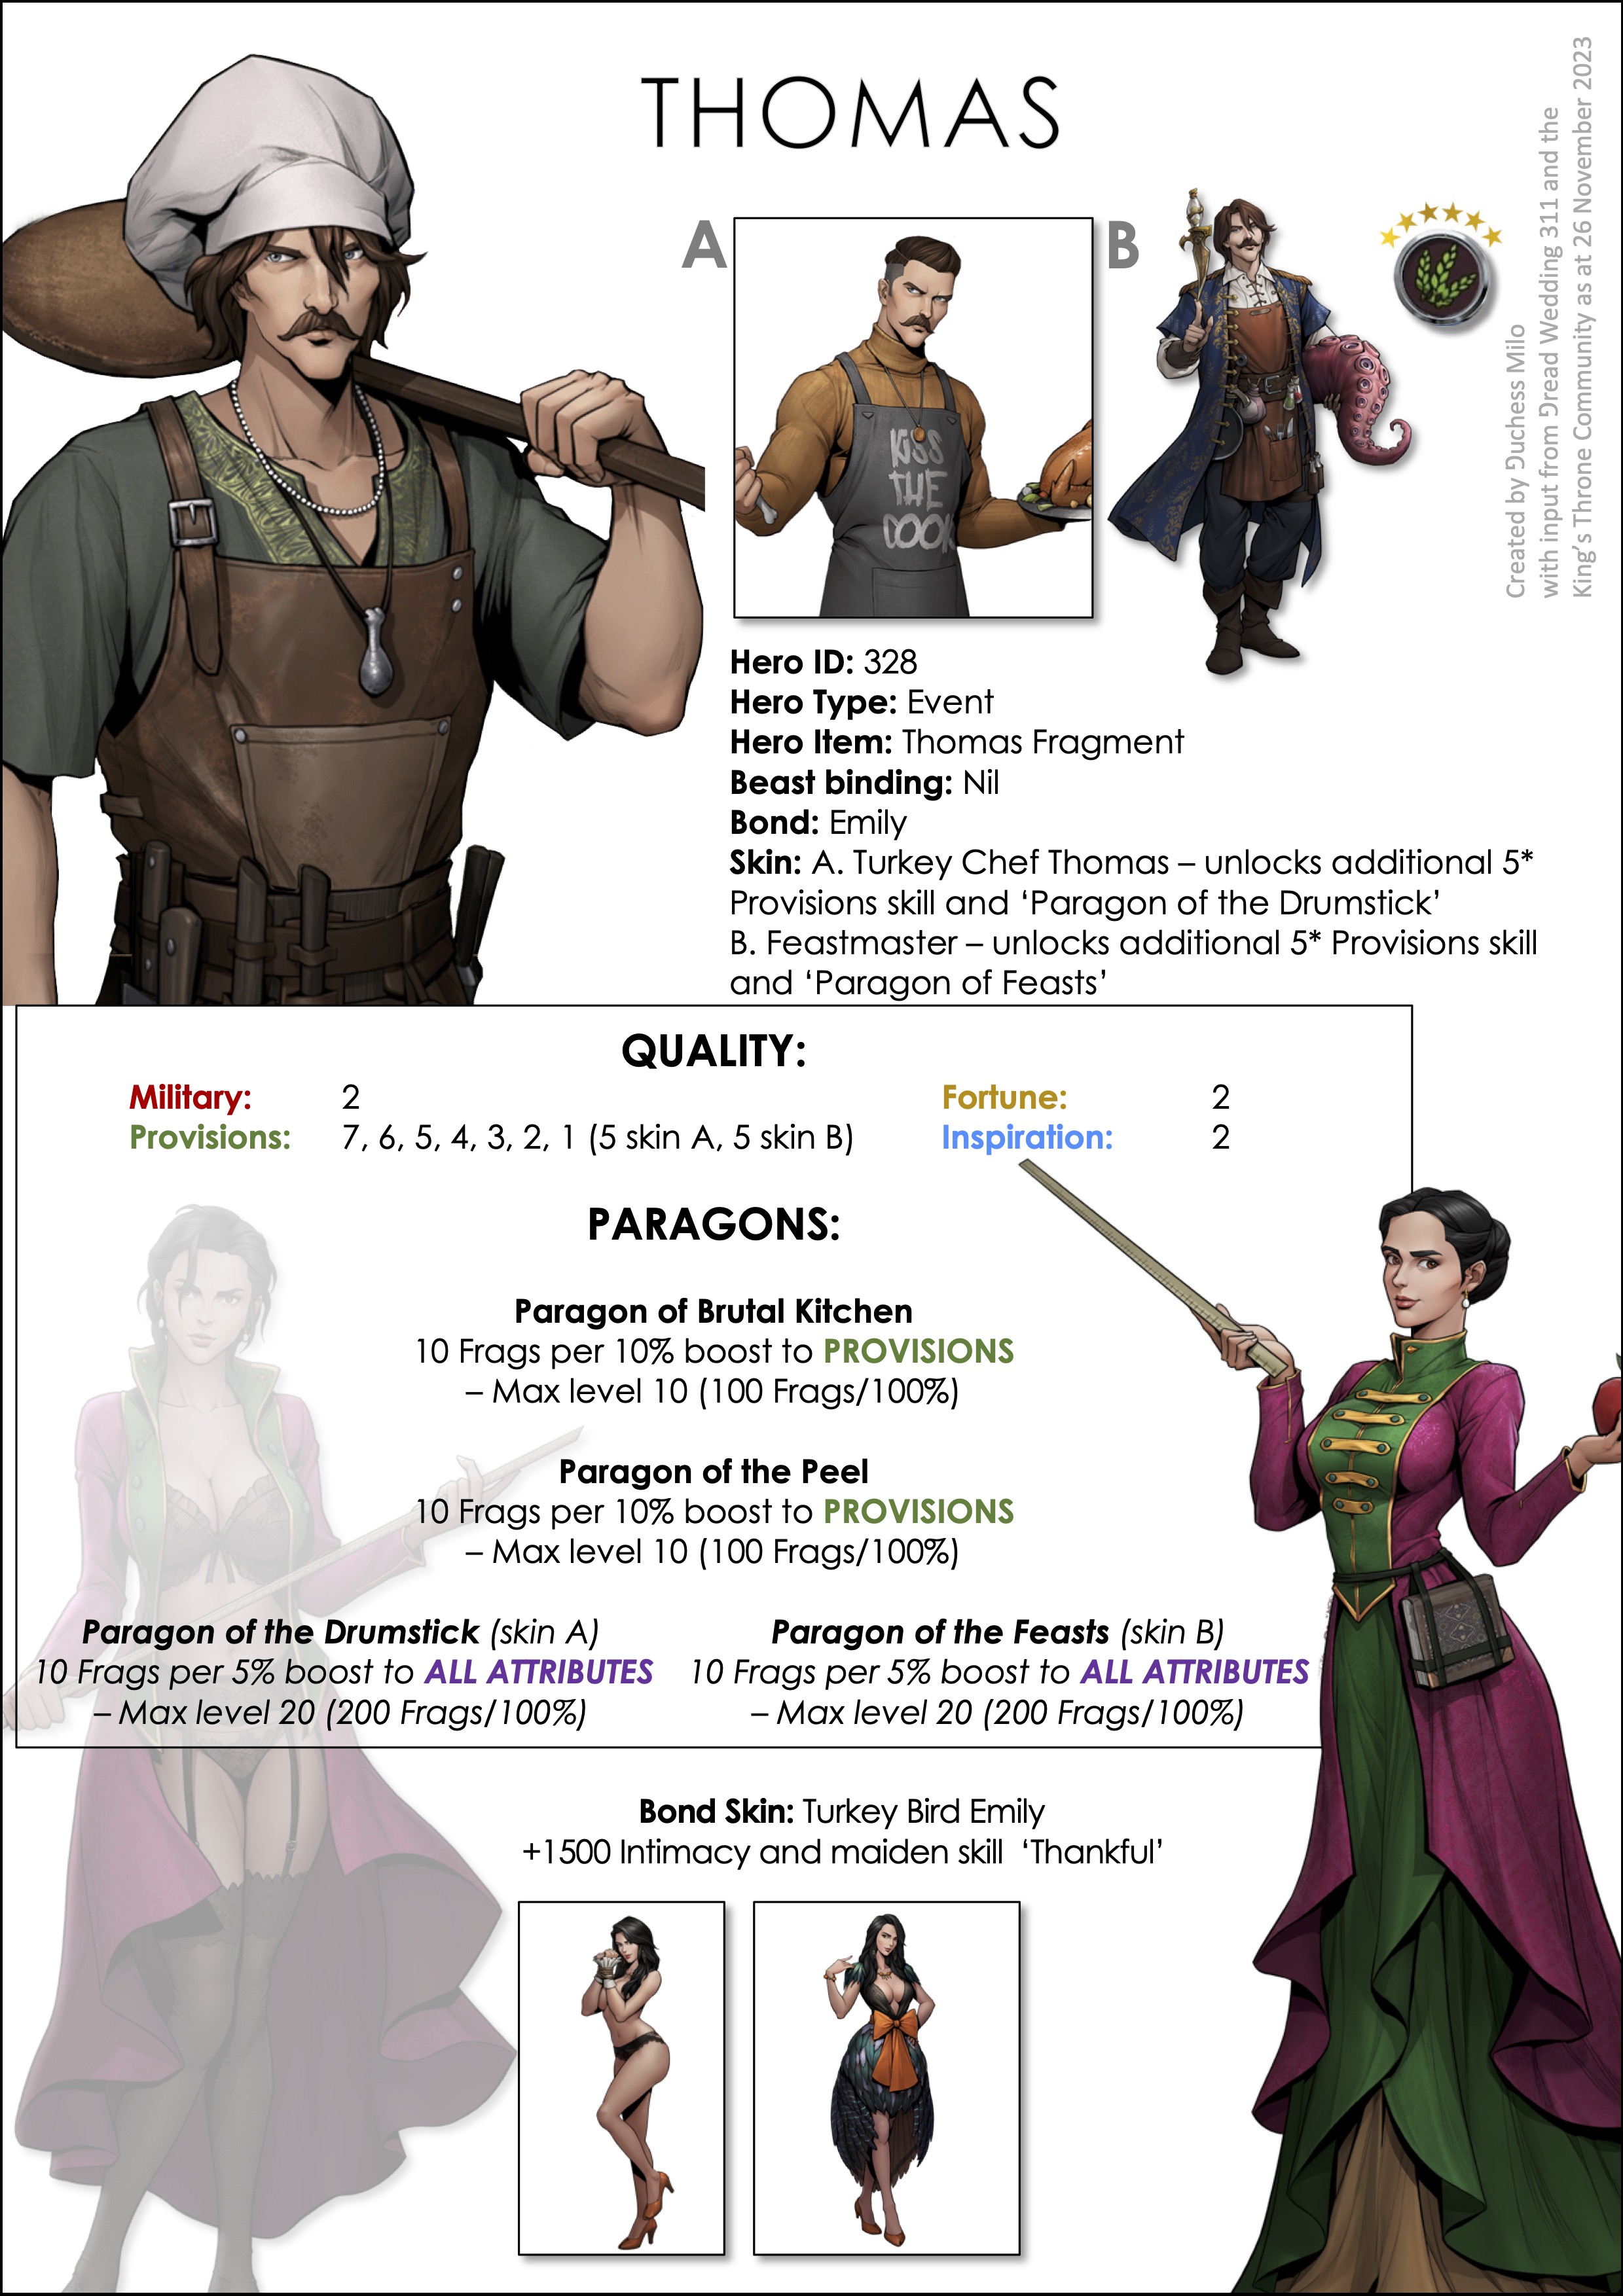 THOMAS
A
KISS
THE
COOK
B
Created by Duchess Milo
with input from Dread Wedding 311 and the
King's Throne Community as at 26 November 2023
Hero ID: 328
Hero Type: Event
Hero Item: Thomas Fragment
Beast binding: Nil
Bond: Emily
Skin: A. Turkey Chef Thomas – unlocks additional 5*
Provisions skill and ‘Paragon of the Drumstick’
B. Feastmaster – unlocks additional 5* Provisions skill
and ‘Paragon of Feasts’
QUALITY:
Military: 2 Fortune: 2
Provisions: 7, 6, 5, 4, 3, 2, 1 (5 skin A, 5 skin B) Inspiration: 2
PARAGONS:
Paragon of Brutal Kitchen
10 Frags per 10% boost to PROVISIONS
– Max level 10 (100 Frags/100%)
Paragon of the Peel
10 Frags per 10% boost to PROVISIONS
– Max level 10 (100 Frags/100%)
Paragon of the Drumstick (skin A)
10 Frags per 5% boost to ALL ATTRIBUTES
– Max level 20 (200 Frags/100%)
Paragon of the Feasts (skin B)
10 Frags per 5% boost to ALL ATTRIBUTES
– Max level 20 (200 Frags/100%)
Bond Skin: Turkey Bird Emily
+1500 Intimacy and maiden skill ‘Thankful’